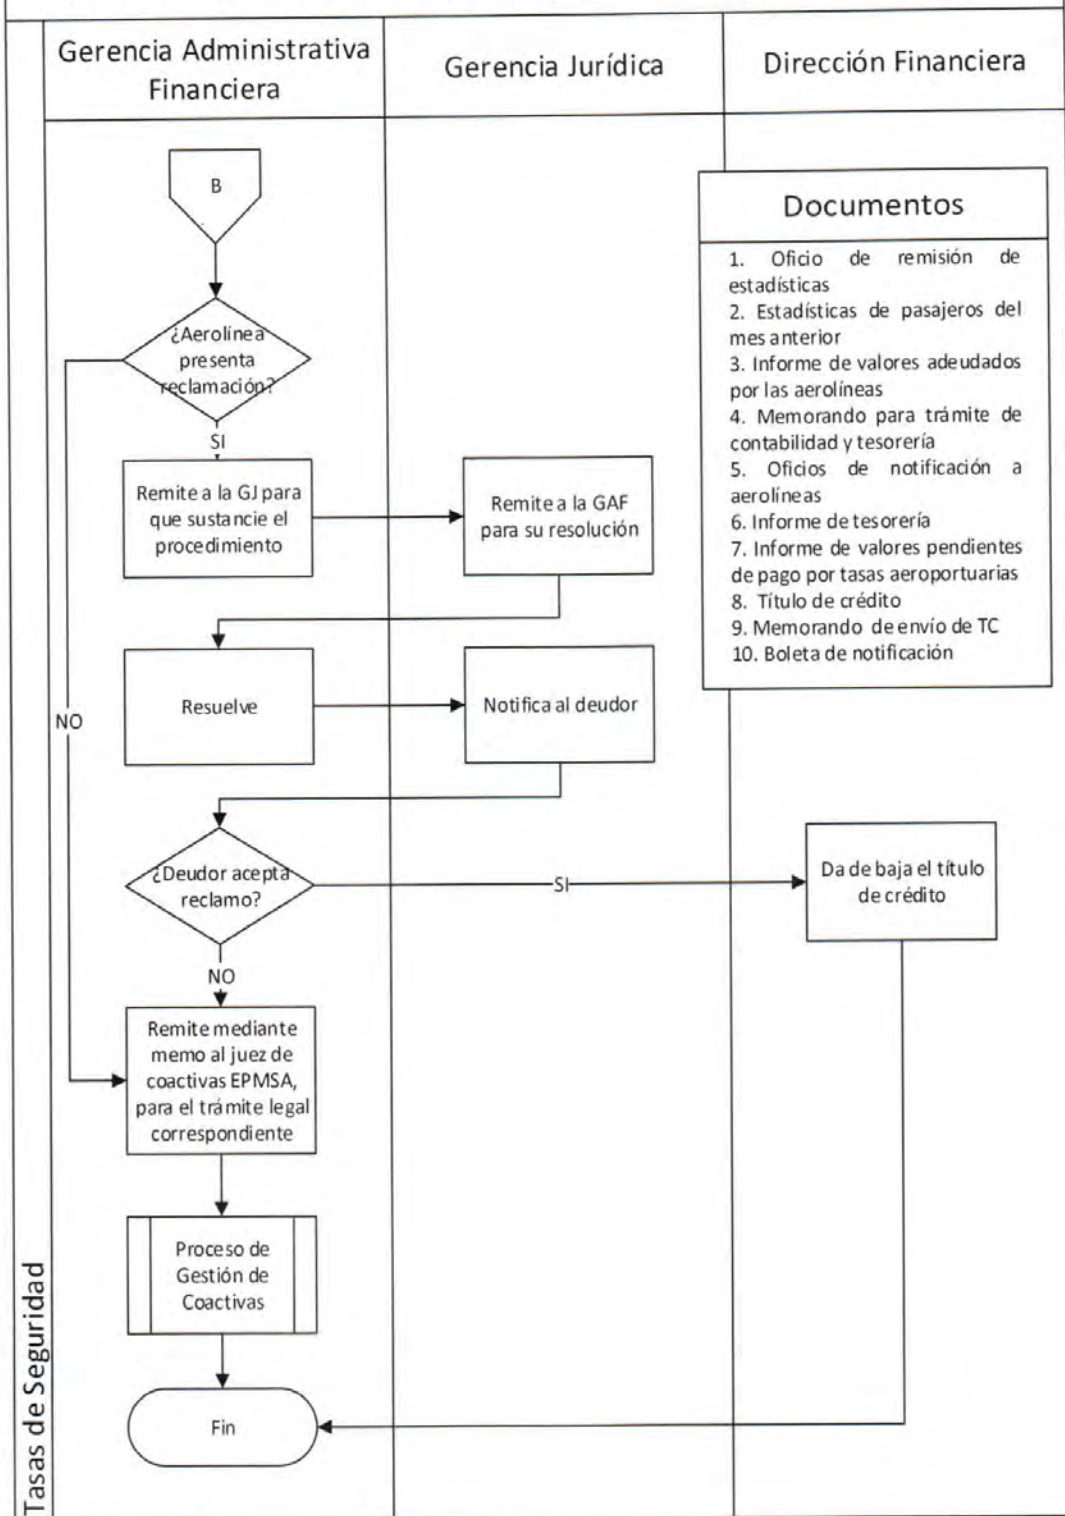 Gerencia Administrativa
Financiera
Gerencia Jurídica
Dirección Financiera
B
¿Aerolínea
presenta
reclamación?
SI
Remite a la GJ para
que sustancie el
procedimiento
Remite a la GAF
para su resolución
Documentos
1. Oficio de remisión de
estadísticas
2. Estadísticas de pasajeros del
mes anterior
3. Informe de valores adeudados
por las aerolíneas
4. Memorando para trámite de
contabilidad y tesorería
5. Oficios de notificación a
aerolíneas
6. Informe de tesorería
7. Informe de valores pendientes
de pago por tasas aeroportuarias
8. Título de crédito
9. Memorando de envío de TC
10. Boleta de notificación
NO
Resuelve
Notifica al deudor
¿Deudor acepta
reclamo?
SI
Da de baja el título
de crédito
NO
Remite mediante
memo al juez de
coactivas EPMSA,
para el trámite legal
correspondiente
Proceso de
Gestión de
Coactivas
Fin
Tasas de Seguridad